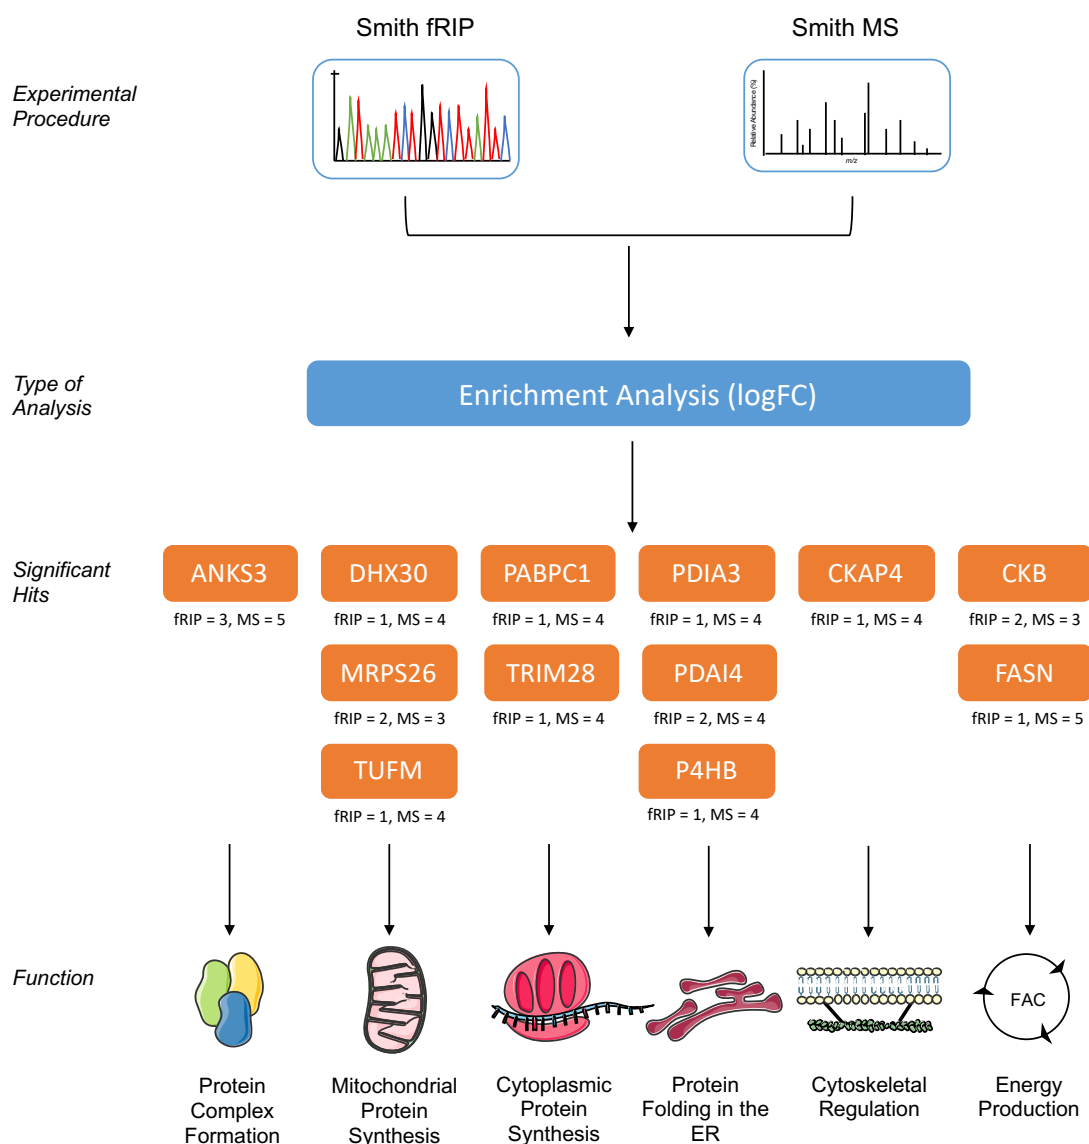 Smith fRIP
Smith MS
Experimental
Procedure
Relative Abundance (%)
m/z
Type of
Analysis
Enrichment Analysis (logFC)
Significant
Hits
ANKS3
DHX30
PABPC1
PDIA3
CKAP4
CKB
fRIP = 3, MS = 5
fRIP = 1, MS = 4
fRIP = 1, MS = 4
fRIP = 1, MS = 4
fRIP = 1, MS = 4
fRIP = 2, MS = 3
MRPS26
TRIM28
PDAI4
FASN
fRIP = 2, MS = 3
fRIP = 1, MS = 4
fRIP = 2, MS = 4
fRIP = 1, MS = 5
TUFM
P4HB
fRIP = 1, MS = 4
fRIP = 1, MS = 4
Function
FAC
Protein
Complex
Formation
Mitochondrial
Protein
Synthesis
Cytoplasmic
Protein
Synthesis
Protein
Folding in the
ER
Cytoskeletal
Regulation
Energy
Production